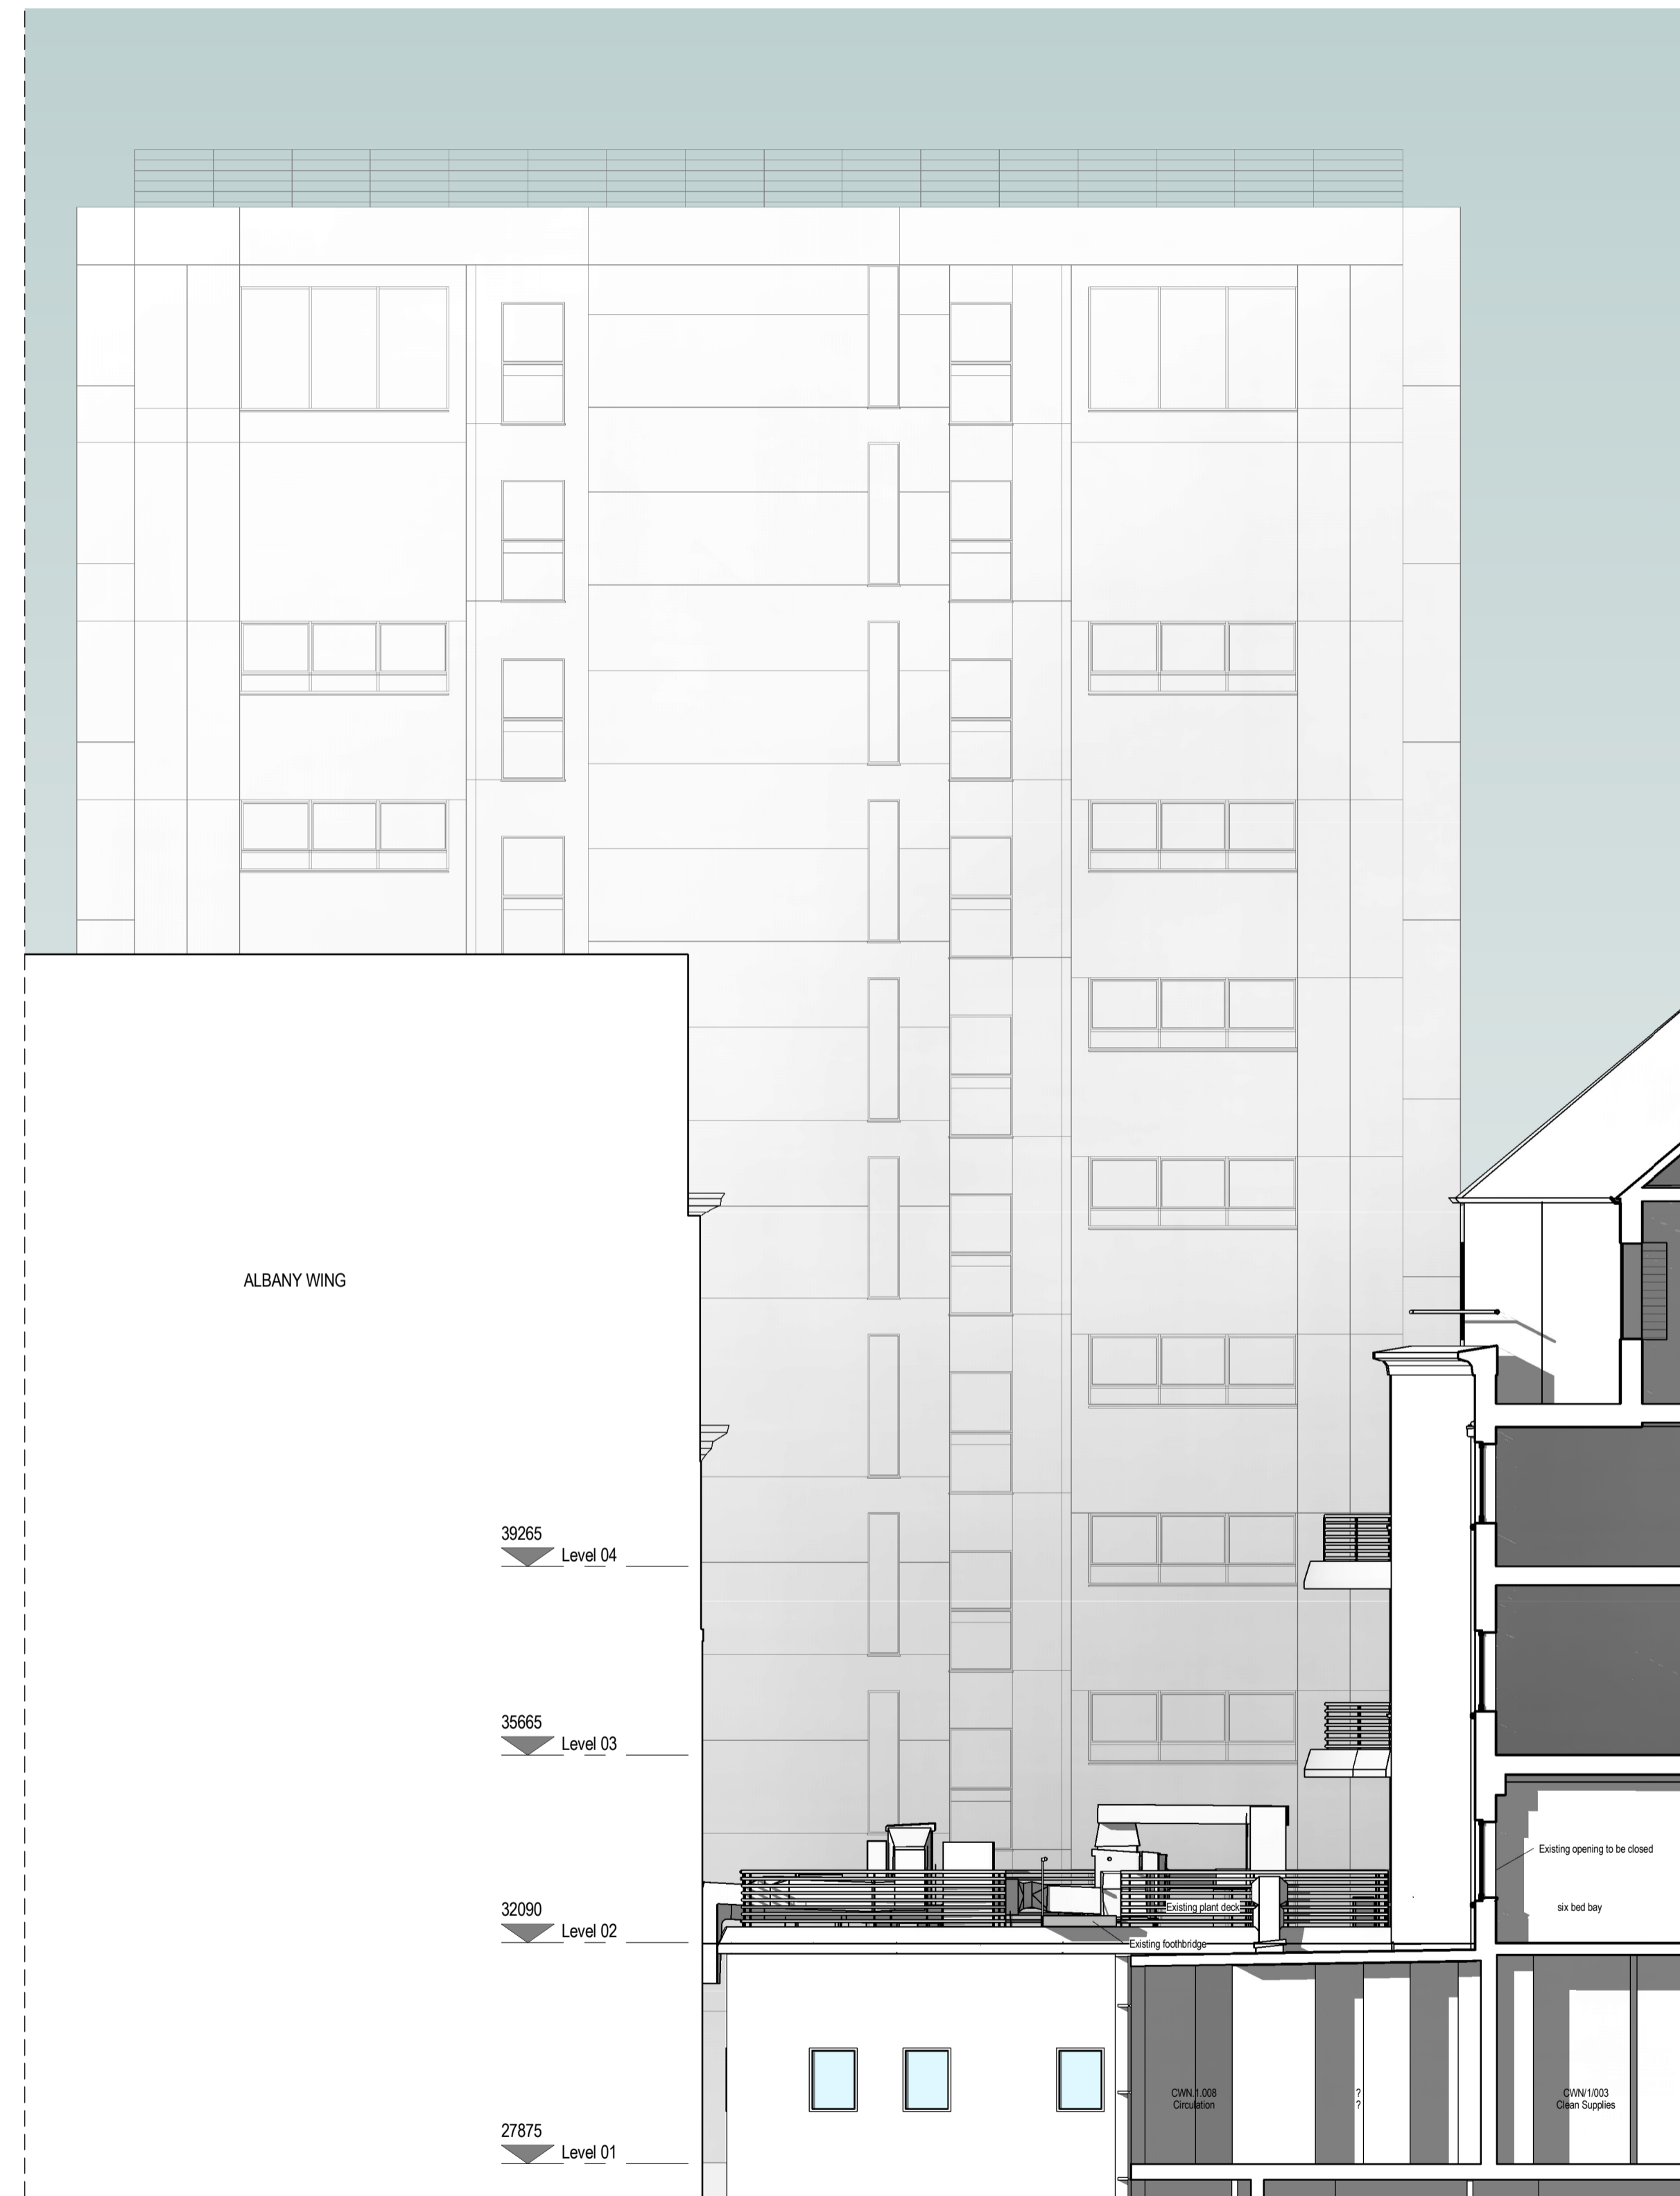 ALBANY WING
39265
Level 04
35665
Level 03
Existing opening to be closed
six bed bay
32090
Level 02
Existing plant deck
Existing foothbridge
CWN.1.008
Circulation
?
?
CWN/1/003
Clean Supplies
27875
Level 01